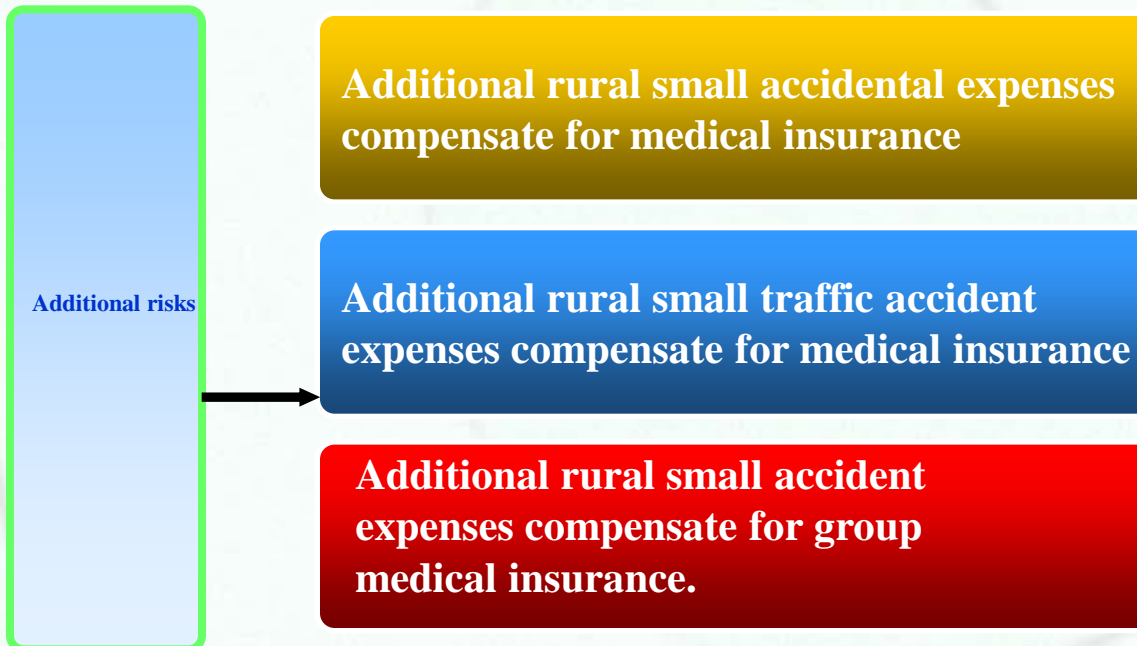 Additional risks
Additional rural small accidental expenses
compensate for medical insurance
Additional rural small traffic accident
expenses compensate for medical insurance
Additional rural small accident
expenses compensate for group
medical insurance.